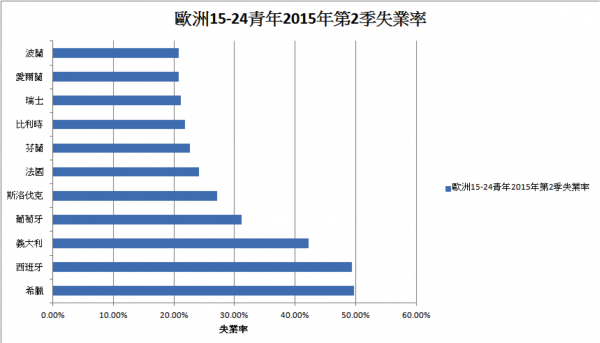 歐洲15-24青年2015年第2季失業率
波蘭
愛爾蘭
瑞士
比利時
芬蘭
法國
斯洛伐克
葡萄牙
義大利
西班牙
希臘
0.00% 10.00% 20.00% 30.00% 40.00% 50.00% 60.00%
失業率
歐洲15-24青年2015年第2季失業率